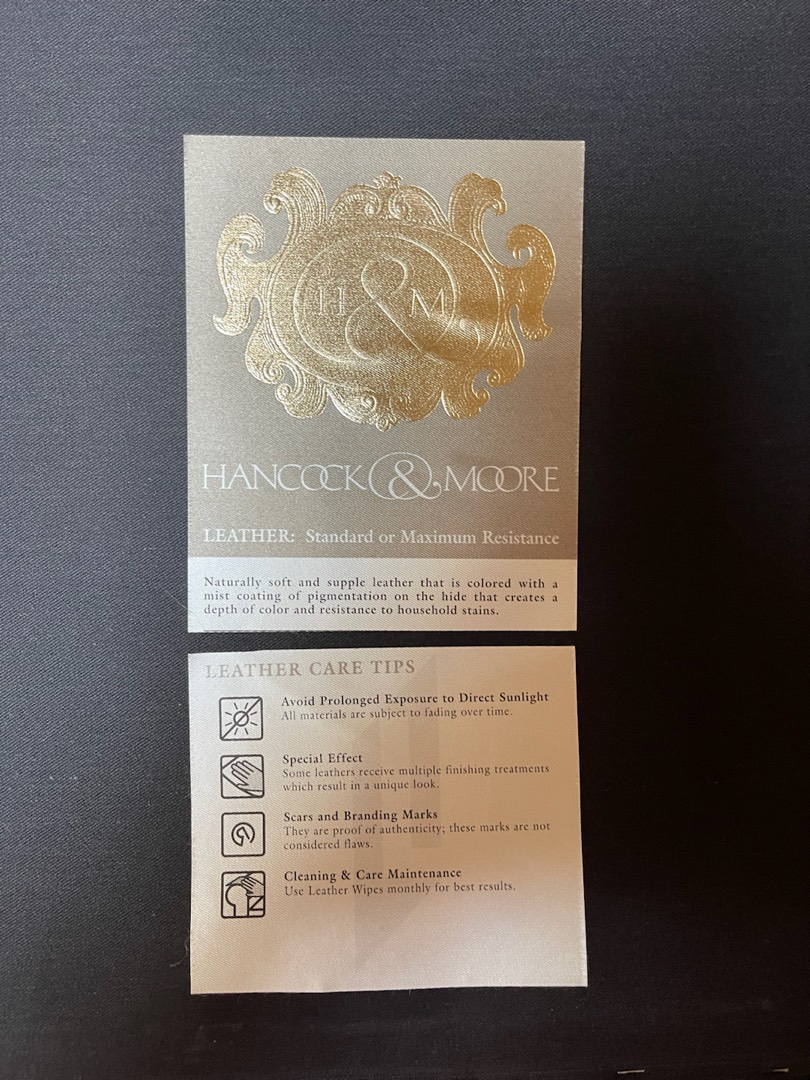 H & M
HANCOCK & MOORE
LEATHER: Standard or Maximum Resistance
Naturally soft and supple leather that is colored with a
mist coating of pigmentation on the hide that creates a
depth of color and resistance to household stains.
LEATHER CARE TIPS
Avoid Prolonged Exposure to Direct Sunlight
All materials are subject to fading over time.
Special Effect
Some leathers receive multiple finishing treatments
which result in a unique look.
Scars and Branding Marks
They are proof of authenticity; these marks are not
considered flaws.
Cleaning & Care Maintenance
Use Leather Wipes monthly for best results.